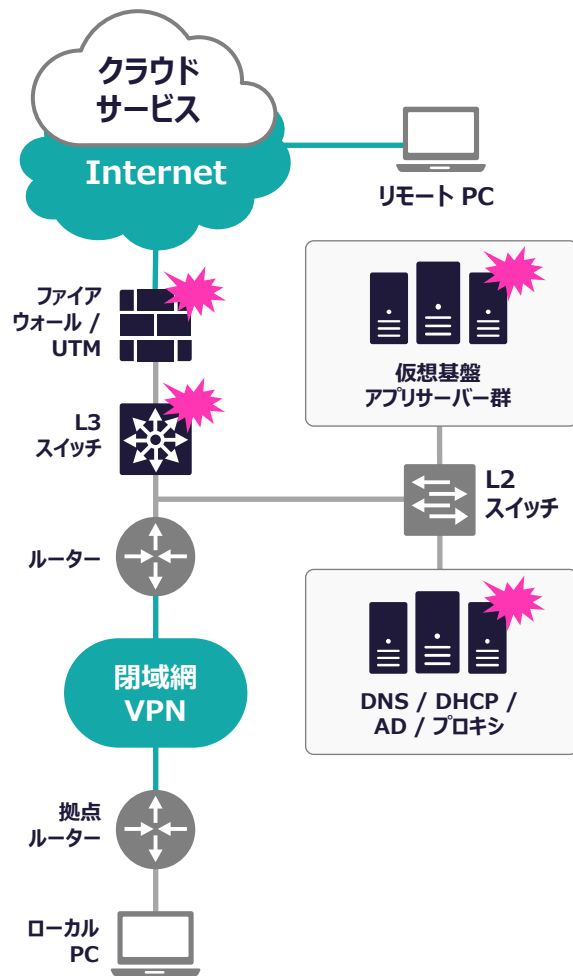 クラウド
サービス
Internet
リモート PC
ファイア
ウォール /
UTM
仮想基盤
アプリサーバー群
L3
スイッチ
L2
スイッチ
ルーター
閉域網
VPN
DNS / DHCP /
AD / プロキシ
拠点
ルーター
ローカル
PC